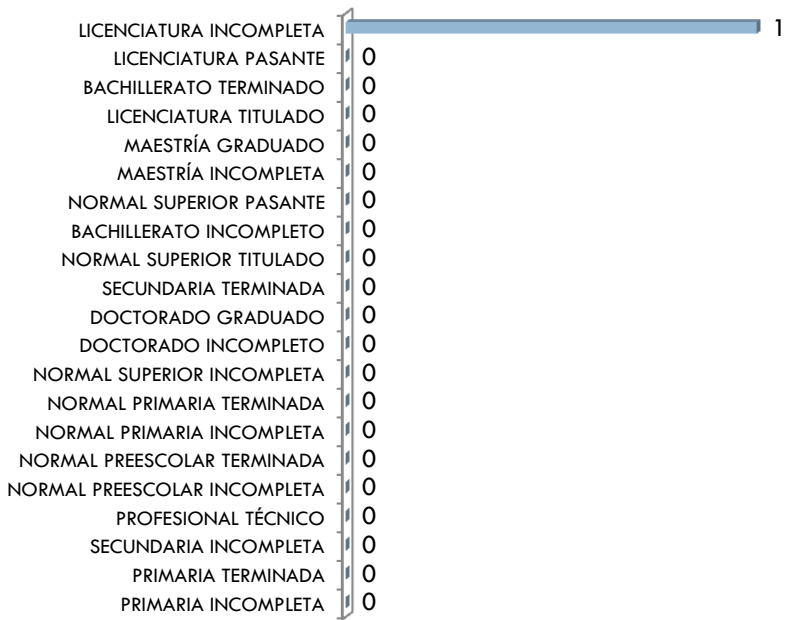 LICENCIATURA INCOMPLETA 1
LICENCIATURA PASANTE 0
BACHILLERATO TERMINADO 0
LICENCIATURA TITULADO 0
MAESTRÍA GRADUADO 0
MAESTRÍA INCOMPLETA 0
NORMAL SUPERIOR PASANTE 0
BACHILLERATO INCOMPLETO 0
NORMAL SUPERIOR TITULADO 0
SECUNDARIA TERMINADA 0
DOCTORADO GRADUADO 0
DOCTORADO INCOMPLETO 0
NORMAL SUPERIOR INCOMPLETA 0
NORMAL PRIMARIA TERMINADA 0
NORMAL PRIMARIA INCOMPLETA 0
NORMAL PREESCOLAR TERMINADA 0
NORMAL PREESCOLAR INCOMPLETA 0
PROFESIONAL TÉCNICO 0
SECUNDARIA INCOMPLETA 0
PRIMARIA TERMINADA 0
PRIMARIA INCOMPLETA 0